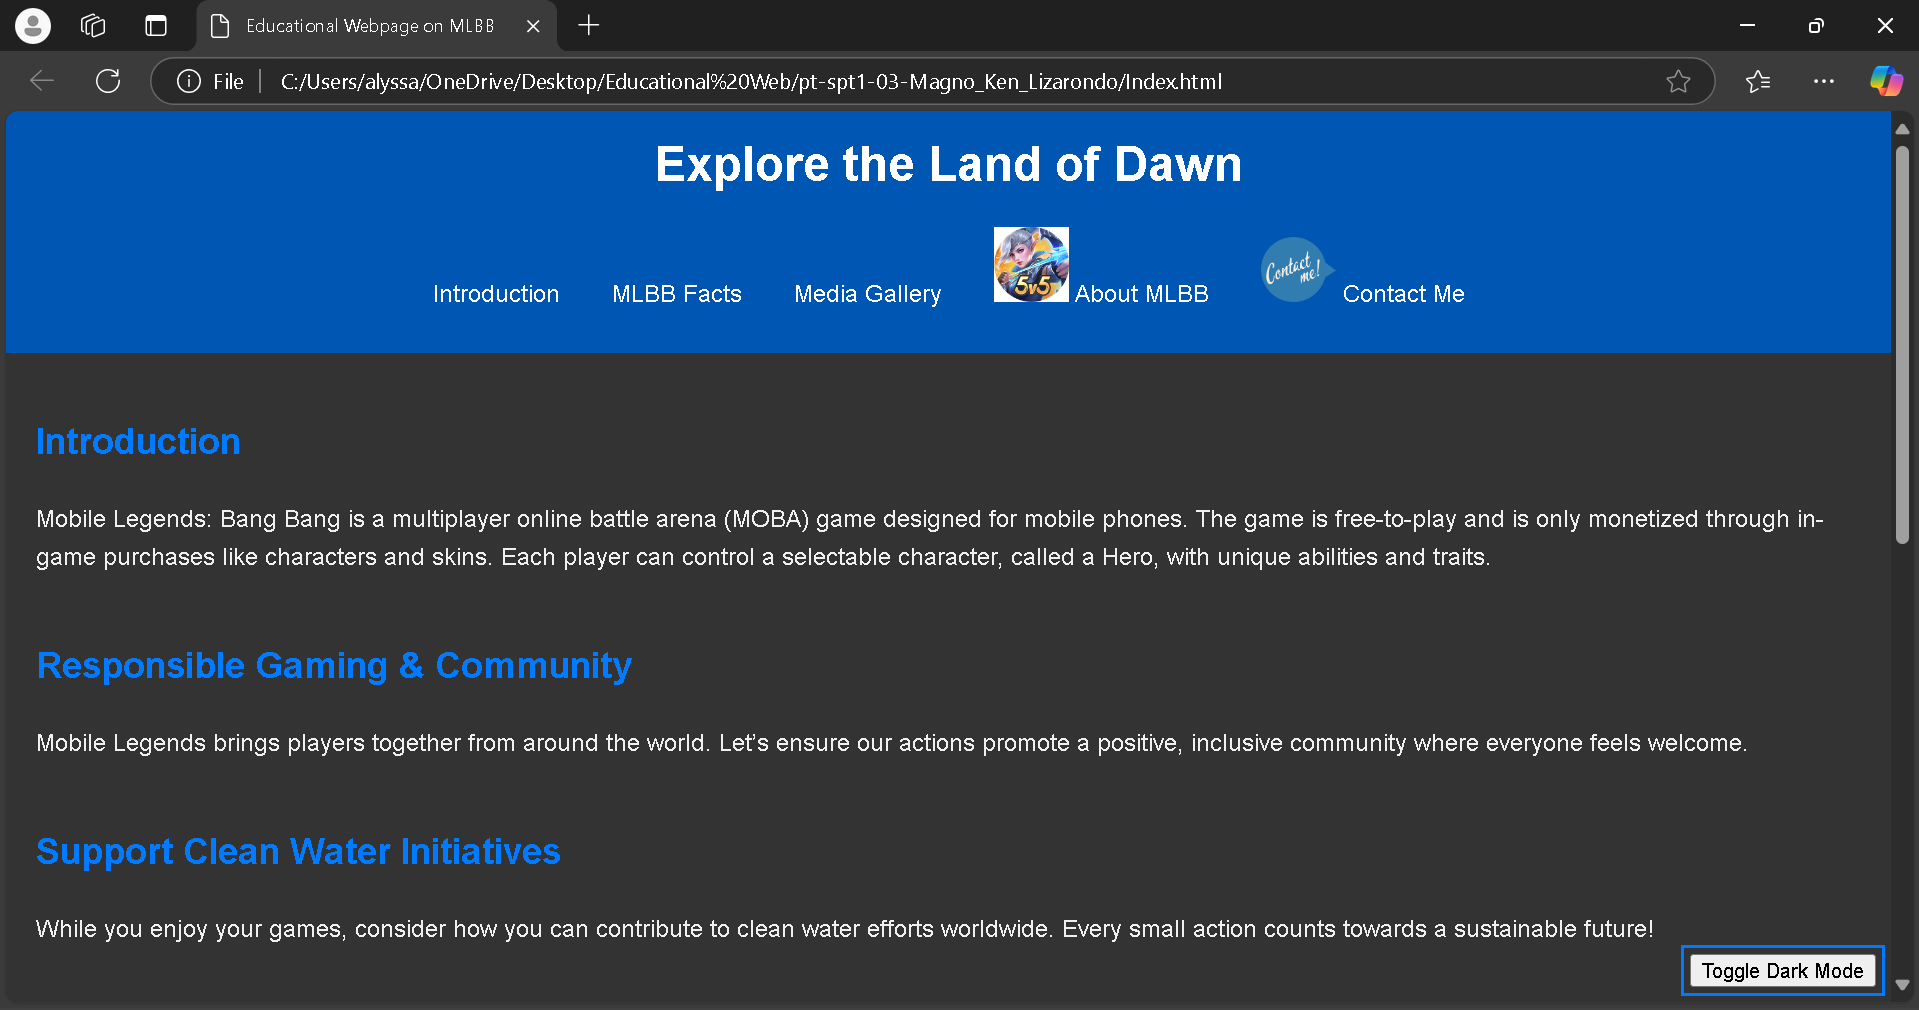 Educational Webpage on MLBB
File
C:/Users/alyssa/OneDrive/Desktop/Educational%20Web/pt-spt1-03-Magno_Ken_Lizarondo/Index.html
Explore the Land of Dawn
Introduction
MLBB Facts
Media Gallery
5v5
About MLBB
Contact
me!
Contact Me
Introduction
Mobile Legends: Bang Bang is a multiplayer online battle arena (MOBA) game designed for mobile phones. The game is free-to-play and is only monetized through in-
game purchases like characters and skins. Each player can control a selectable character, called a Hero, with unique abilities and traits.
Responsible Gaming & Community
Mobile Legends brings players together from around the world. Let’s ensure our actions promote a positive, inclusive community where everyone feels welcome.
Support Clean Water Initiatives
While you enjoy your games, consider how you can contribute to clean water efforts worldwide. Every small action counts towards a sustainable future!
Toggle Dark Mode